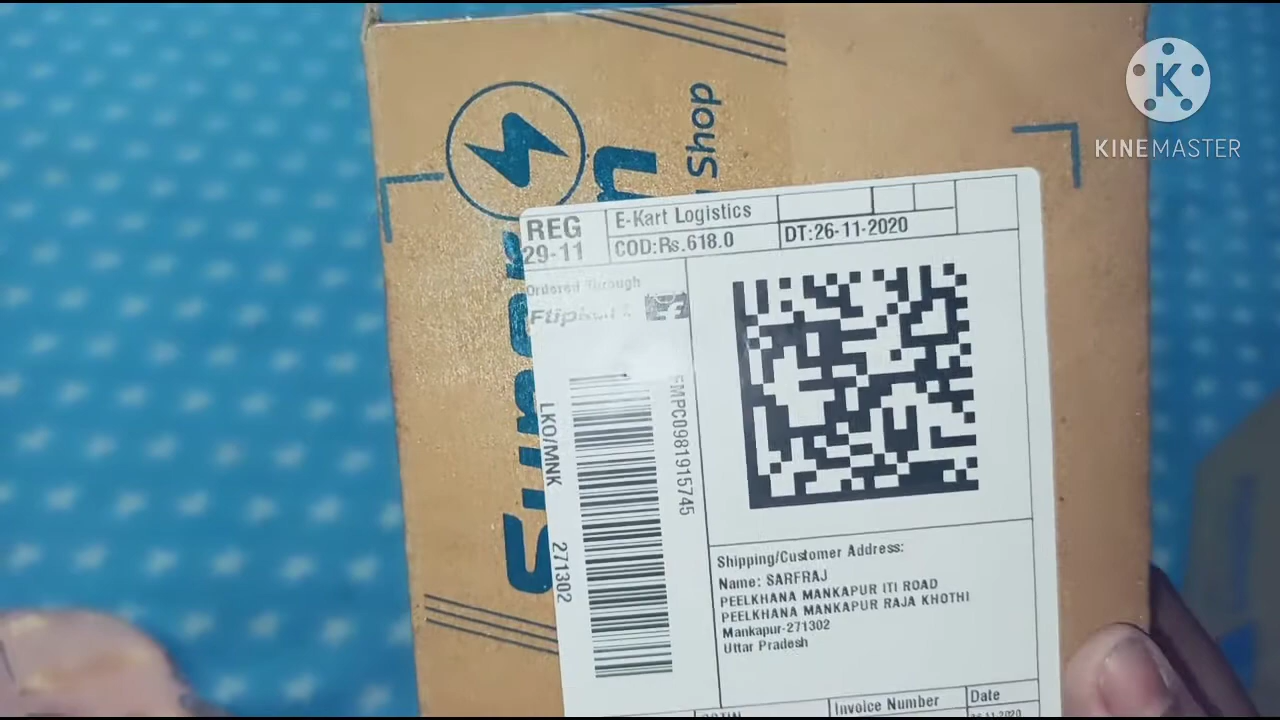 KINEMASTER
Shop
REG
29-11
E-Kart Logistics
COD:Rs.618.0
DT:26-11-2020
Ordered Through
Flipkart
FMPC0981915745
LKO/MNK
271302
Shipping/Customer Address:
Name: SARFRAJ
PEELKHANA MANKAPUR ITI ROAD
PEELKHANA MANKAPUR RAJA KHOTHI
Mankapur-271302
Uttar Pradesh
Invoice Number
Date